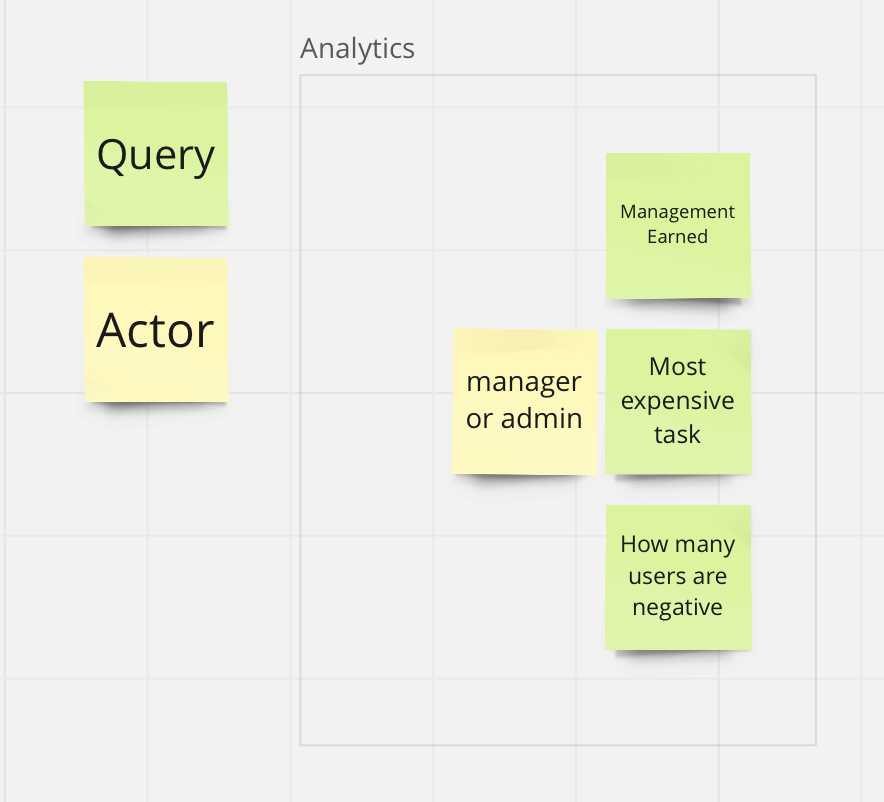 Analytics
Query
Actor
Management
Earned
manager
or admin
Most
expensive
task
How many
users are
negative